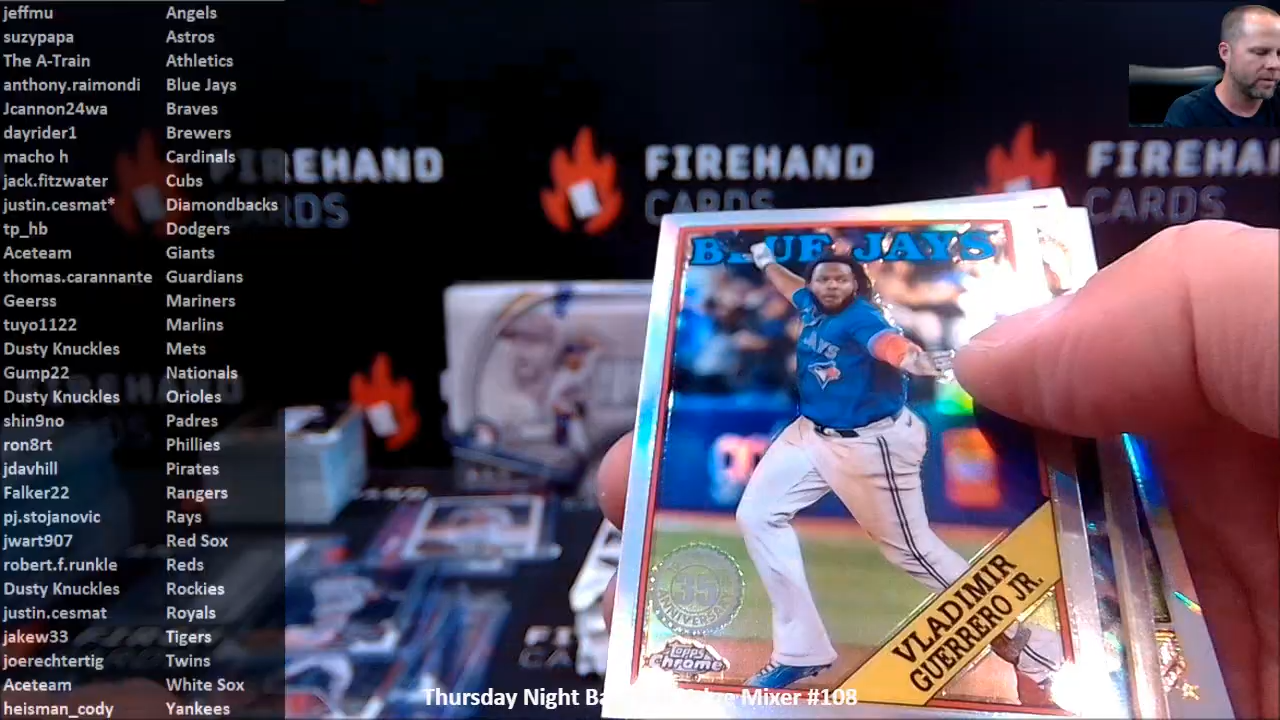 jeffmu Angels
suzypapa Astros
The A-Train Athletics
anthony.raimondi Blue Jays
Jcannon24wa Braves
dayrider1 Brewers
macho h Cardinals
jack.fitzwater Cubs
justin.cesmat* Diamondbacks
tp_hb Dodgers
Aceteam Giants
thomas.carannante Guardians
Geerss Mariners
tuyo1122 Marlins
Dusty Knuckles Mets
Gump22 Nationals
Dusty Knuckles Orioles
shin9no Padres
ron8rt Phillies
jdavhill Pirates
Falker22 Rangers
pj.stojanovic Rays
jwart907 Red Sox
robert.f.runkle Reds
Dusty Knuckles Rockies
justin.cesmat Royals
jakew33 Tigers
joerechtertig Twins
Aceteam White Sox
heisman_cody Yankees
FIREHAND
CARDS
FIREHAND
CARDS
FIREHA
CARDS
BLUE JAYS
35
ANNIVERSARY
Topps
Chrome
VLADIMIR
GUERRERO JR.
Thursday Night Mixer #108